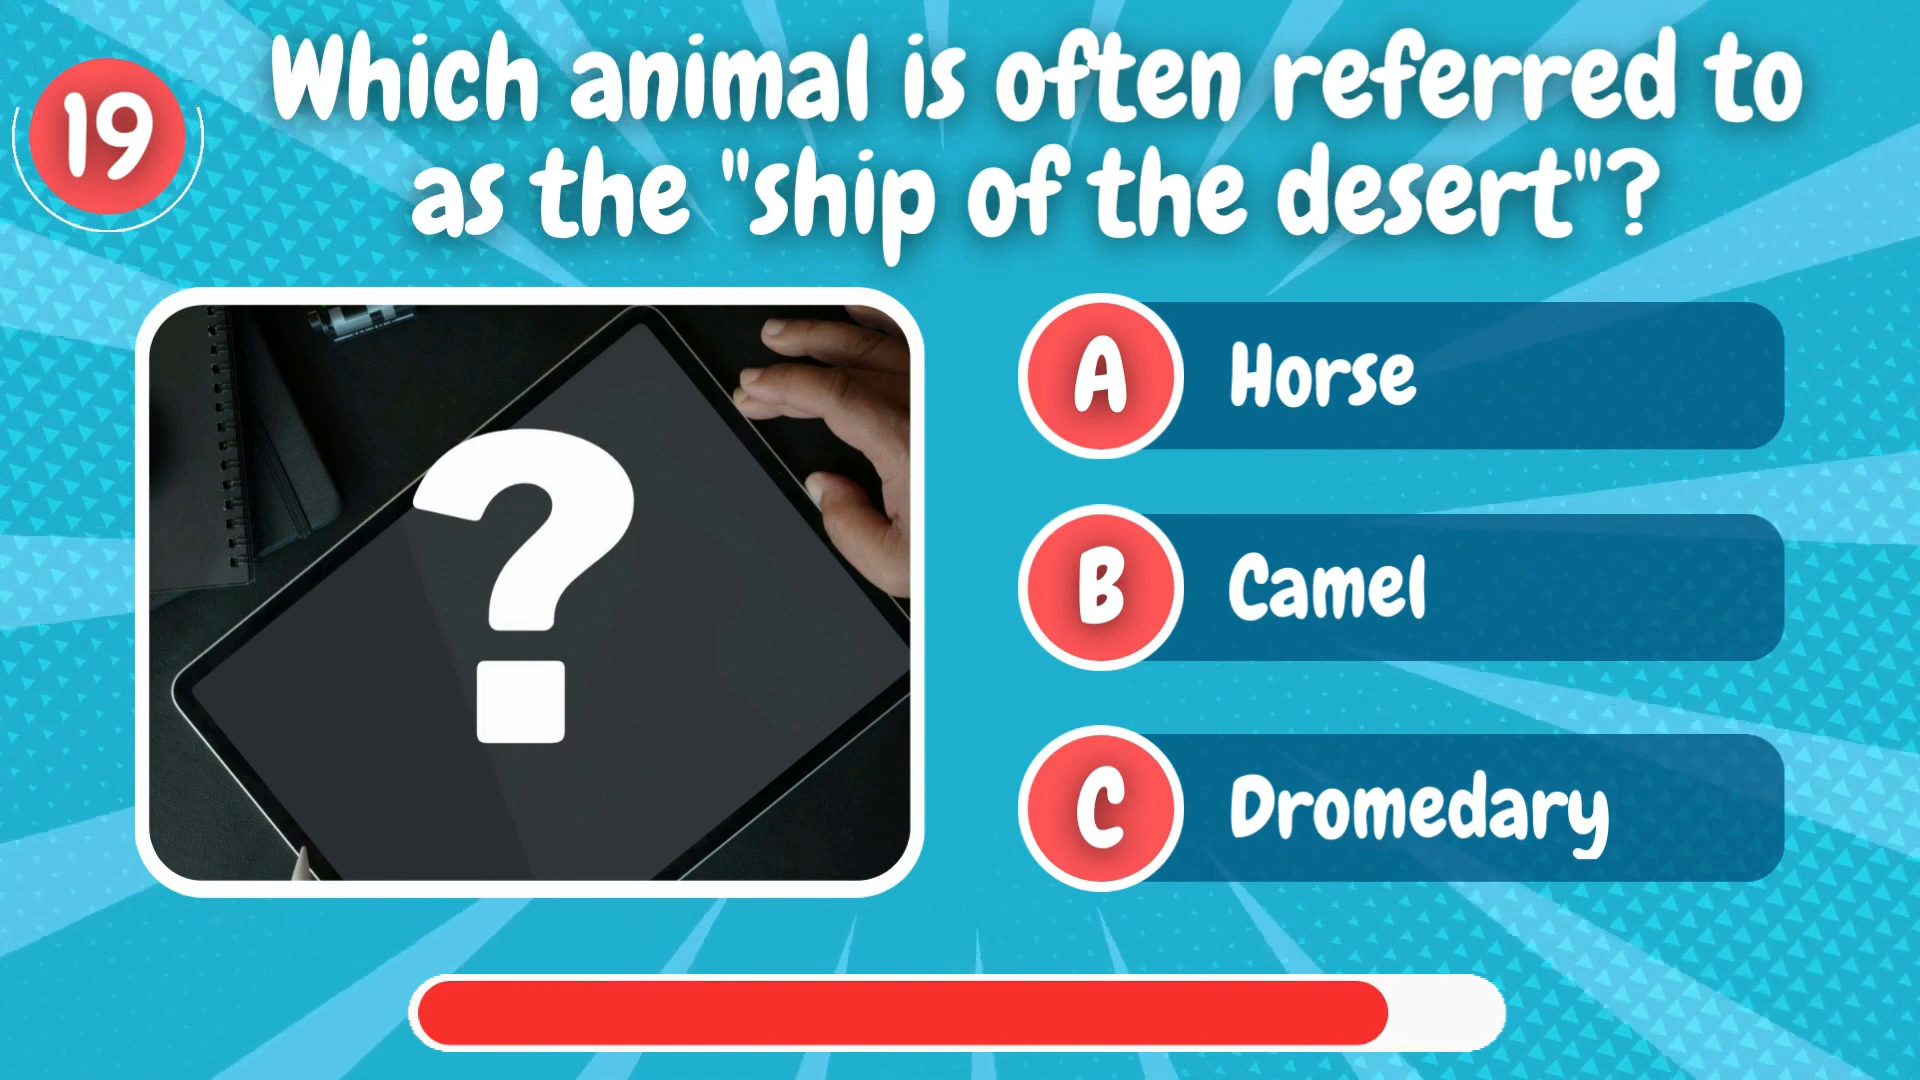 19
Which animal is often referred to
as the "ship of the desert"?
?
A Horse
B Camel
C Dromedary